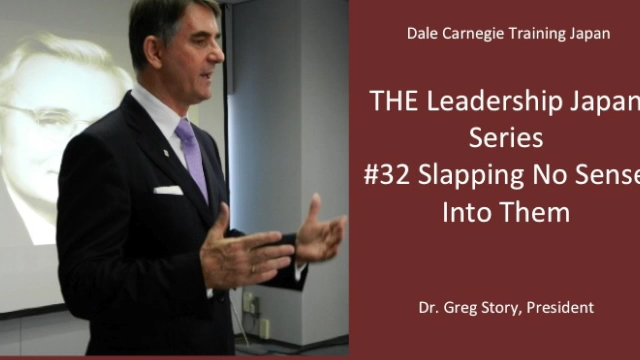 Dale Carnegie Training Japan
THE Leadership Japan
Series
#32 Slapping No Sense
Into Them
Dr. Greg Story, President